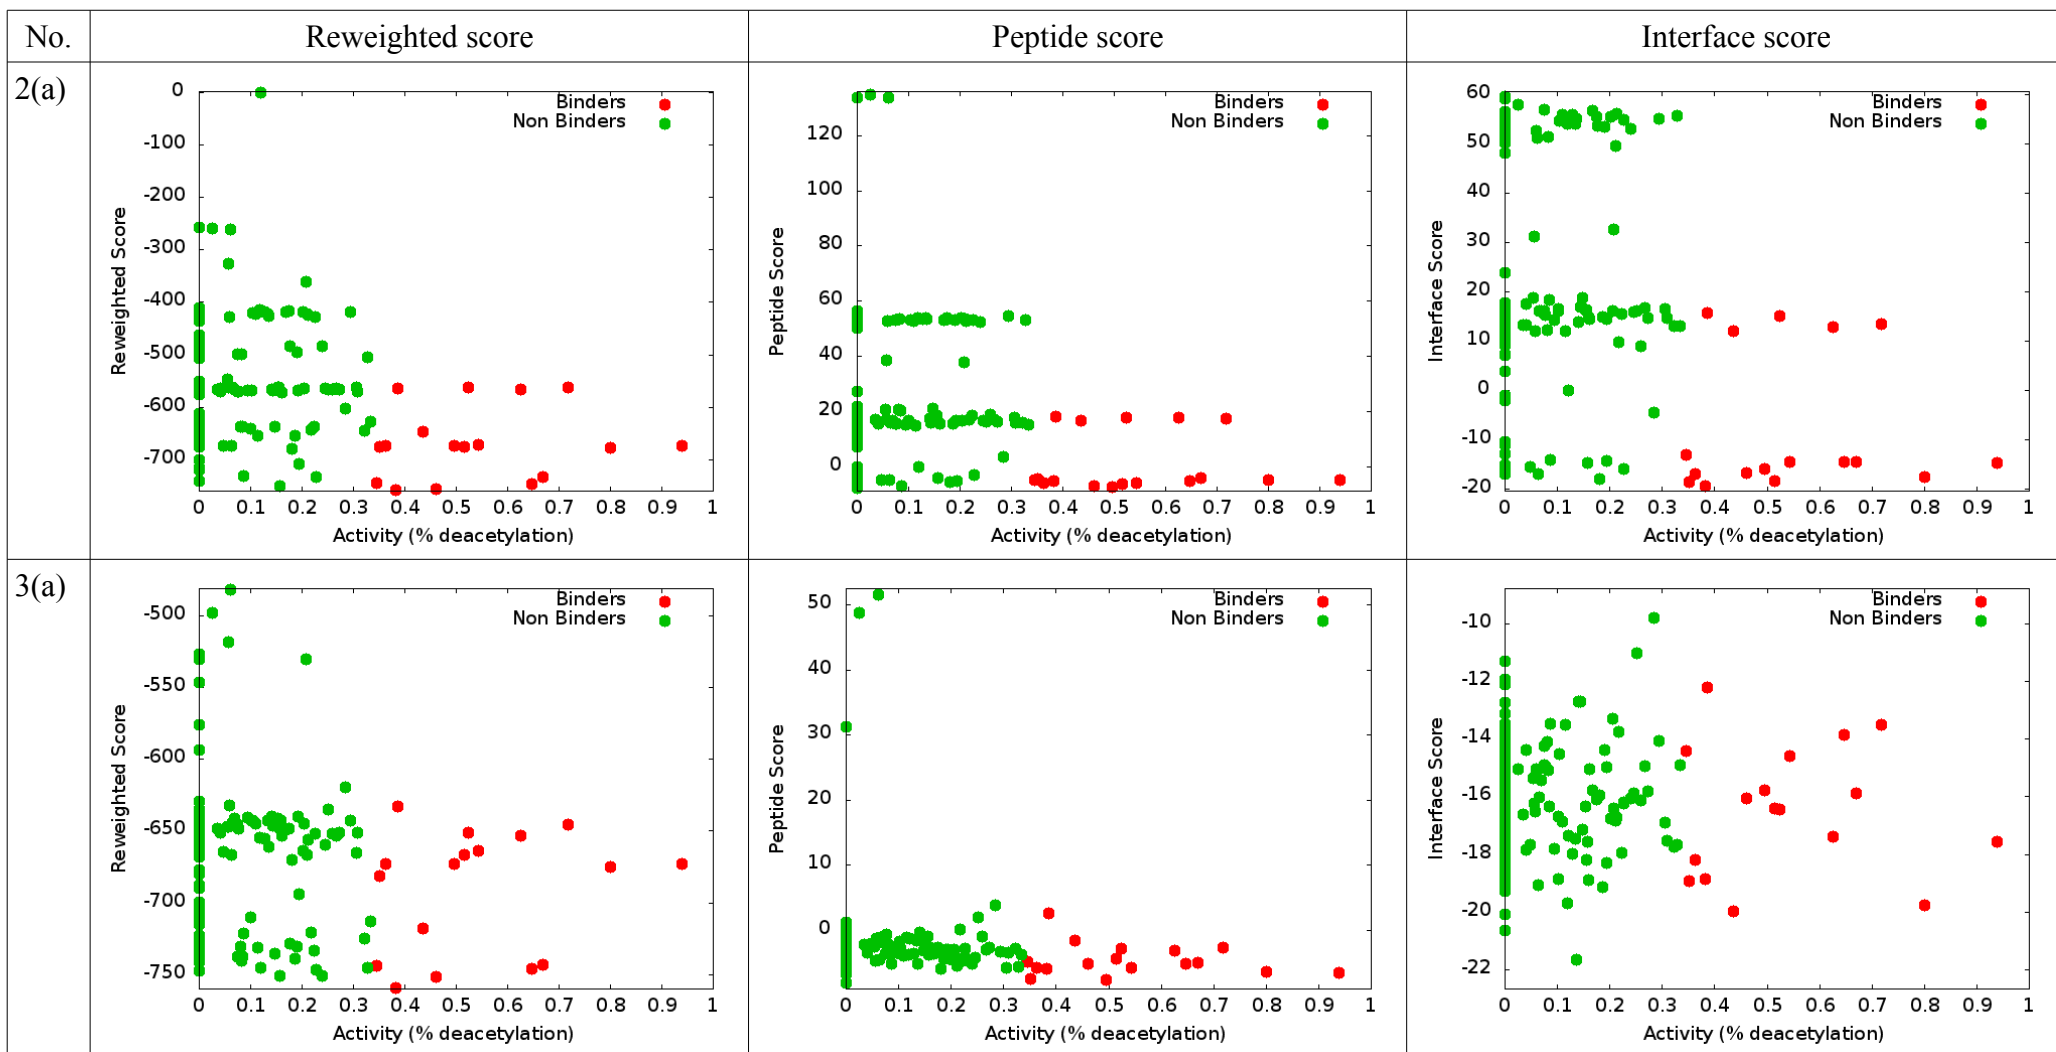 No. Reweighted score Peptide score Interface score
2(a)
Reweighted Score
0
-100
-200
-300
-400
-500
-600
-700
Binders
Non Binders
0 0.1 0.2 0.3 0.4 0.5 0.6 0.7 0.8 0.9 1
Activity (% deacetylation)
Peptide Score
120
100
80
60
40
20
0
Binders
Non Binders
0 0.1 0.2 0.3 0.4 0.5 0.6 0.7 0.8 0.9 1
Activity (% deacetylation)
Interface Score
60
50
40
30
20
10
0
-10
-20
Binders
Non Binders
0 0.1 0.2 0.3 0.4 0.5 0.6 0.7 0.8 0.9 1
Activity (% deacetylation)
3(a)
Reweighted Score
-500
-550
-600
-650
-700
-750
Binders
Non Binders
0 0.1 0.2 0.3 0.4 0.5 0.6 0.7 0.8 0.9 1
Activity (% deacetylation)
Peptide Score
50
40
30
20
10
0
Binders
Non Binders
0 0.1 0.2 0.3 0.4 0.5 0.6 0.7 0.8 0.9 1
Activity (% deacetylation)
Interface Score
-10
-12
-14
-16
-18
-20
-22
Binders
Non Binders
0 0.1 0.2 0.3 0.4 0.5 0.6 0.7 0.8 0.9 1
Activity (% deacetylation)